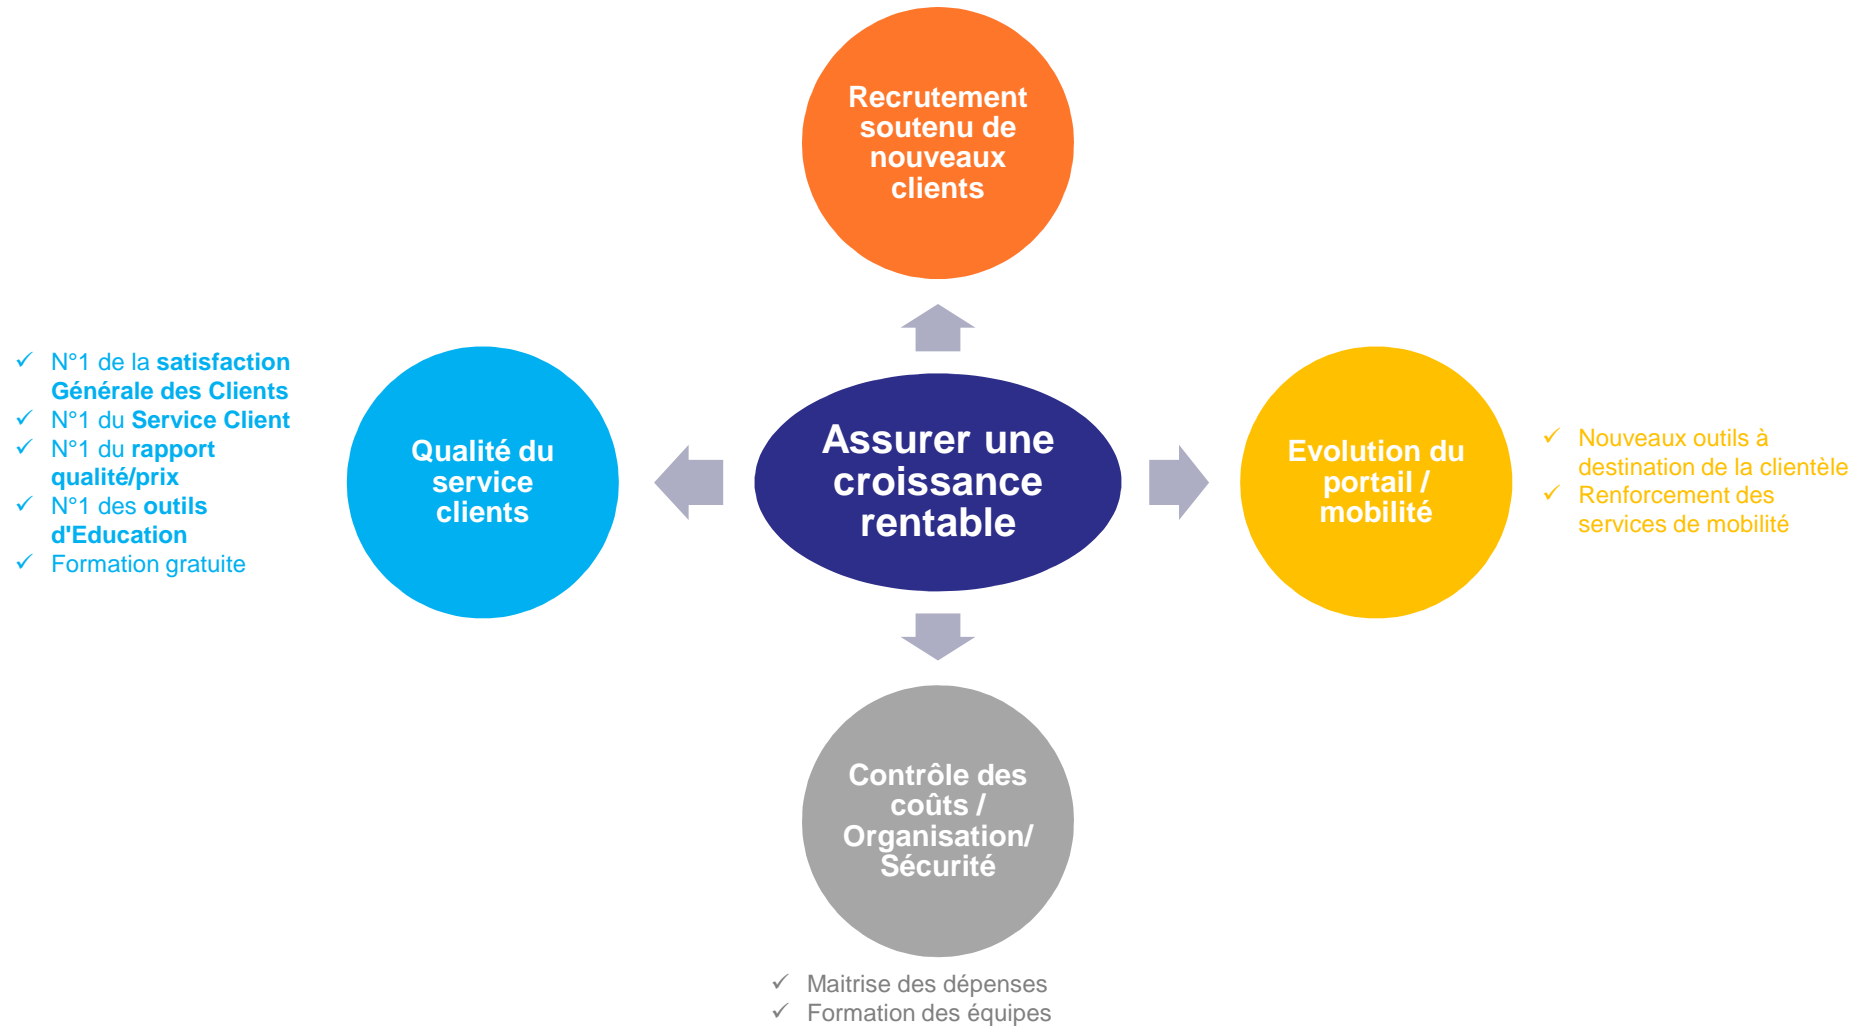 Recrutement
soutenu de
nouveaux
clients
✓ N°1 de la satisfaction
Générale des Clients
✓ N°1 du Service Client
✓ N°1 du rapport
qualité/prix
✓ N°1 des outils
d'Education
✓ Formation gratuite
Qualité du
service
clients
Assurer une
croissance
rentable
Evolution du
portail /
mobilité
✓ Nouveaux outils à
destination de la clientèle
✓ Renforcement des
services de mobilité
Contrôle des
coûts /
Organisation/
Sécurité
✓ Maitrise des dépenses
✓ Formation des équipes